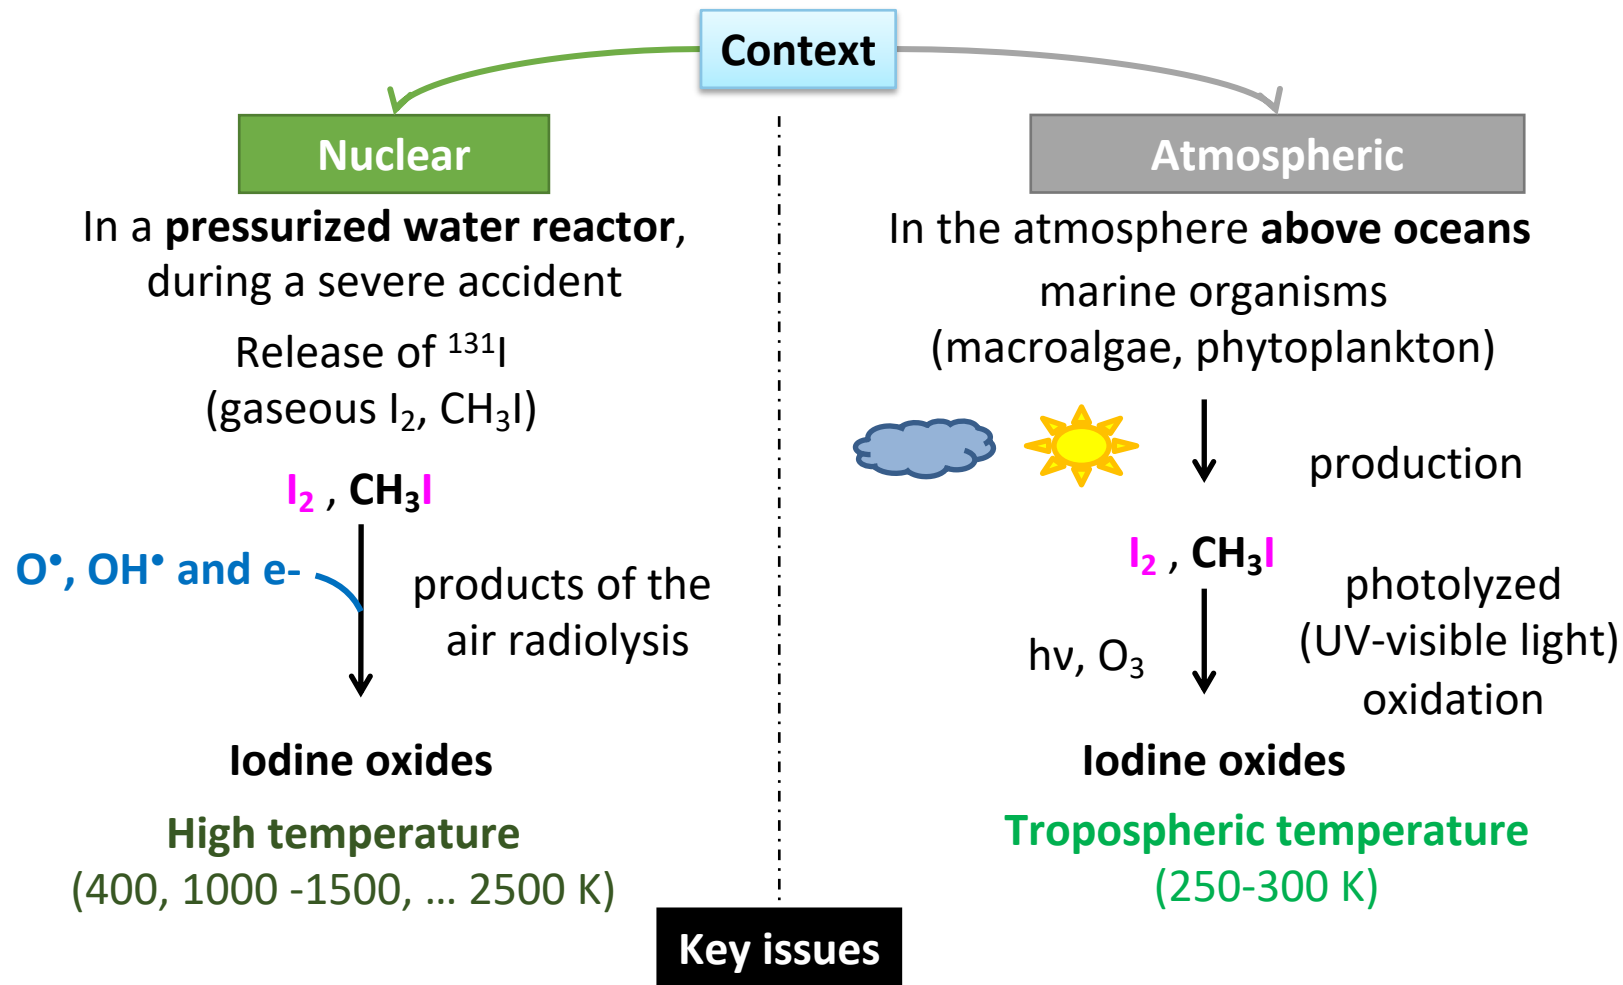 Context
Nuclear
In a pressurized water reactor,
during a severe accident
Release of ¹³¹I
(gaseous I₂, CH₃I)
I₂ , CH₃I
O•, OH• and e-
products of the
air radiolysis
Iodine oxides
High temperature
(400, 1000 -1500, … 2500 K)
Atmospheric
In the atmosphere above oceans
marine organisms
(macroalgae, phytoplankton)
production
I₂ , CH₃I
hν, O₃
photolyzed
(UV-visible light)
oxidation
Iodine oxides
Tropospheric temperature
(250-300 K)
Key issues